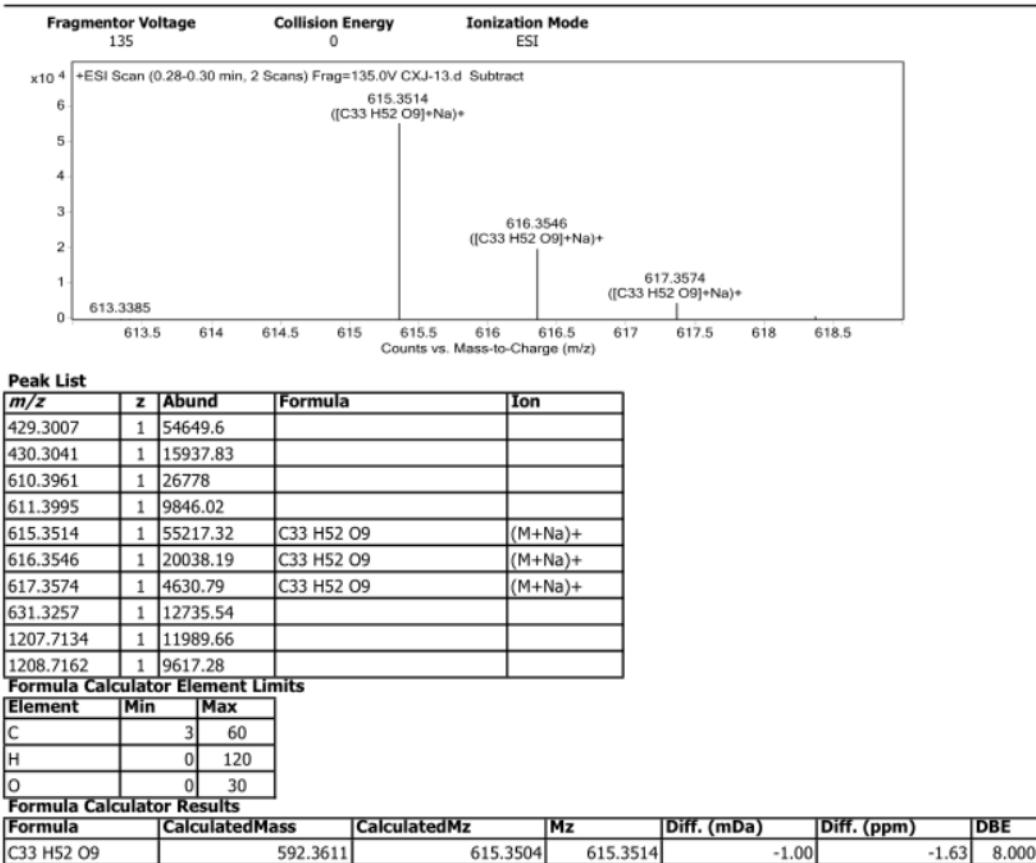 Fragmentor Voltage Collision Energy Ionization Mode
135 0 ESI
x10 4 +ESI Scan (0.28-0.30 min, 2 Scans) Frag=135.0V CXJ-13.d Subtract
615.3514
([C33 H52 O9]+Na)+
6
5
4
3
616.3546
([C33 H52 O9]+Na)+
2
617.3574
([C33 H52 O9]+Na)+
1
613.3385
0
613.5 614 614.5 615 615.5 616 616.5 617 617.5 618 618.5
Counts vs. Mass-to-Charge (m/z)
Peak List
m/z z Abund Formula Ion
429.3007 1 54649.6
430.3041 1 15937.83
610.3961 1 26778
611.3995 1 9846.02
615.3514 1 55217.32 C33 H52 O9 (M+Na)+
616.3546 1 20038.19 C33 H52 O9 (M+Na)+
617.3574 1 4630.79 C33 H52 O9 (M+Na)+
631.3257 1 12735.54
1207.7134 1 11989.66
1208.7162 1 9617.28
Formula Calculator Element Limits
Element Min Max
C 3 60
H 0 120
O 0 30
Formula Calculator Results
Formula CalculatedMass CalculatedMz Mz Diff. (mDa) Diff. (ppm) DBE
C33 H52 O9 592.3611 615.3504 615.3514 -1.00 -1.63 8.000